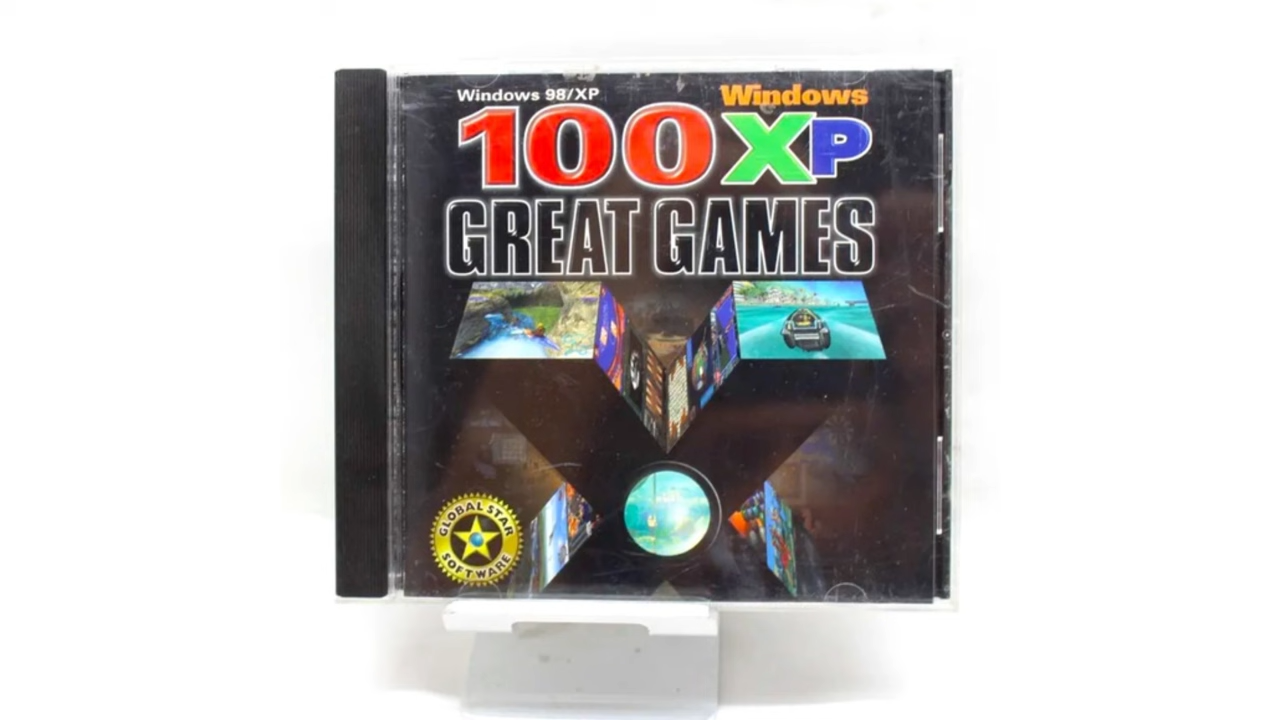 Windows 98/XP
Windows
100 XP
GREAT GAMES
GLOBAL STAR
SOFTWARE